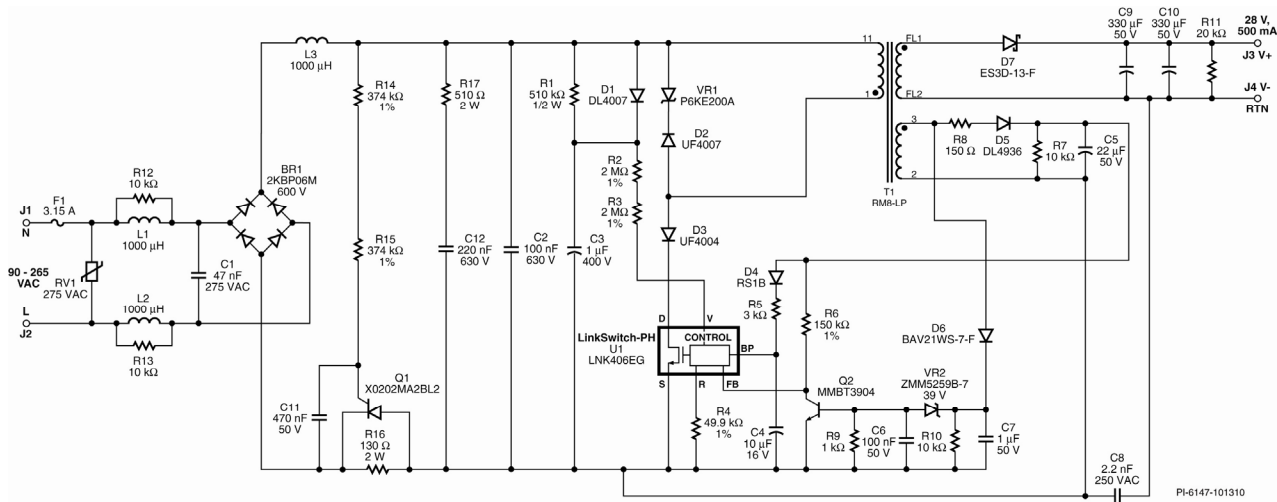 L3
1000 µH
R14
374 kΩ
1%
R17
510 Ω
2 W
R1
510 kΩ
1/2 W
D1
DL4007
VR1
P6KE200A
D2
UF4007
R2
2 MΩ
1%
R3
2 MΩ
1%
D3
UF4004
11
1
FL1
FL2
3
2
T1
RM8-LP
D7
ES3D-13-F
C9
330 µF
50 V
C10
330 µF
50 V
R11
20 kΩ
28 V,
500 mA
J3 V+
J4 V-
RTN
R8
150 Ω
D5
DL4936
R7
10 kΩ
C5
22 µF
50 V
R12
10 kΩ
BR1
2KBP06M
600 V
F1
3.15 A
J1
N
L1
1000 µH
90 - 265
VAC
RV1
275 VAC
C1
47 nF
275 VAC
L2
1000 µH
L
J2
R13
10 kΩ
R15
374 kΩ
1%
C12
220 nF
630 V
C2
100 nF
630 V
C3
1 µF
400 V
D4
RS1B
R5
3 kΩ
R6
150 kΩ
1%
D6
BAV21WS-7-F
D
V
LinkSwitch-PH
U1
LNK406EG
CONTROL
BP
S
R
FB
Q1
X0202MA2BL2
C11
470 nF
50 V
R16
130 Ω
2 W
R4
49.9 kΩ
1%
C4
10 µF
16 V
Q2
MMBT3904
VR2
ZMM5259B-7
39 V
R9
1 kΩ
C6
100 nF
50 V
R10
10 kΩ
C7
1 µF
50 V
C8
2.2 nF
250 VAC
PI-6147-101310